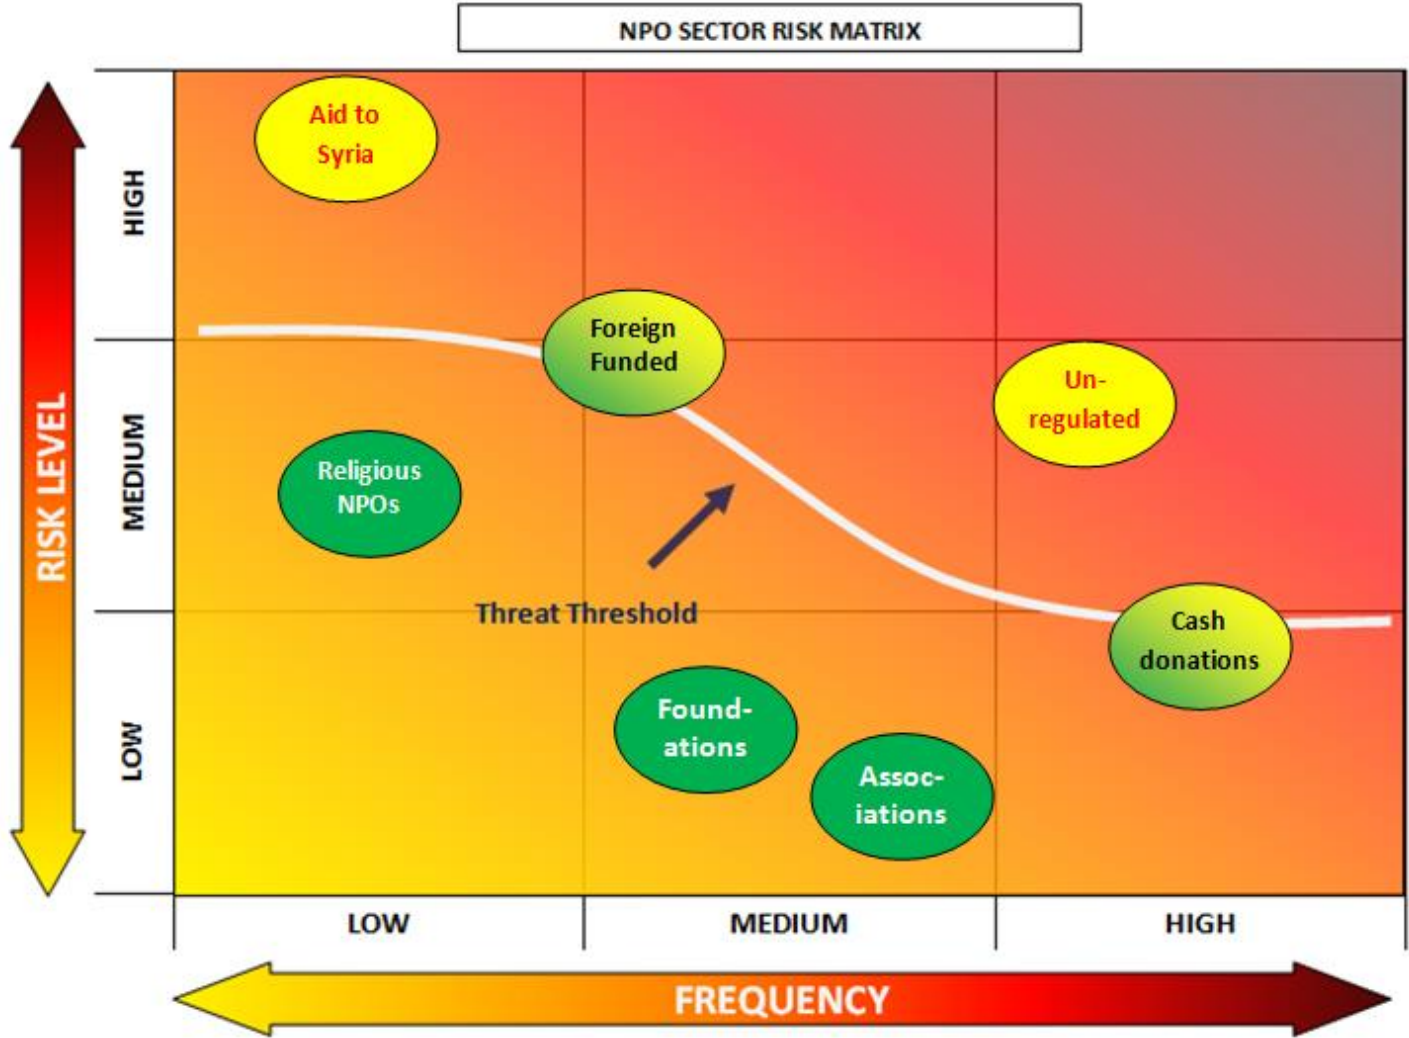 NPO SECTOR RISK MATRIX
Aid to
Syria
HIGH
Foreign
Funded
Un-
regulated
RISK LEVEL
MEDIUM
Religious
NPOs
Threat Threshold
Cash
donations
LOW
Found-
ations
Assoc-
iations
LOW
MEDIUM
HIGH
FREQUENCY